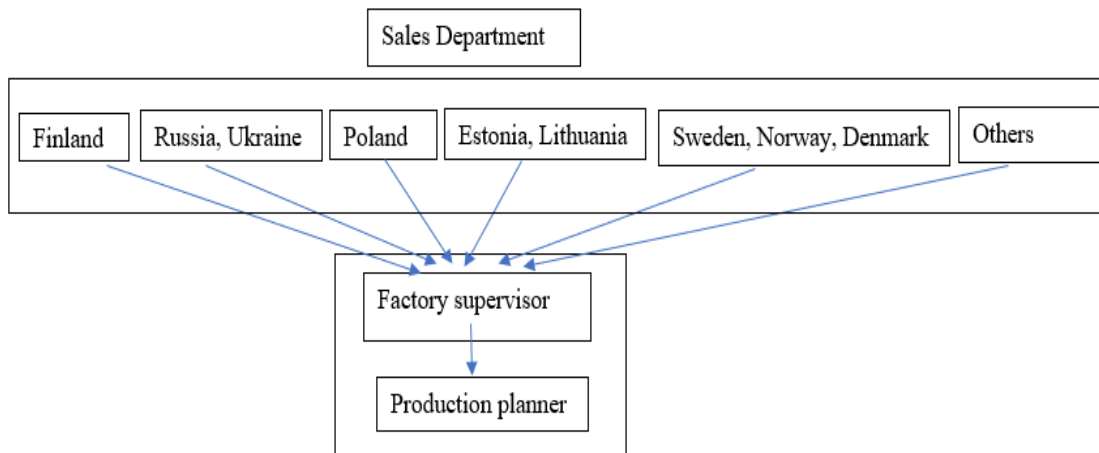 Sales Department
Finland
Russia, Ukraine
Poland
Estonia, Lithuania
Sweden, Norway, Denmark
Others
Factory supervisor
Production planner